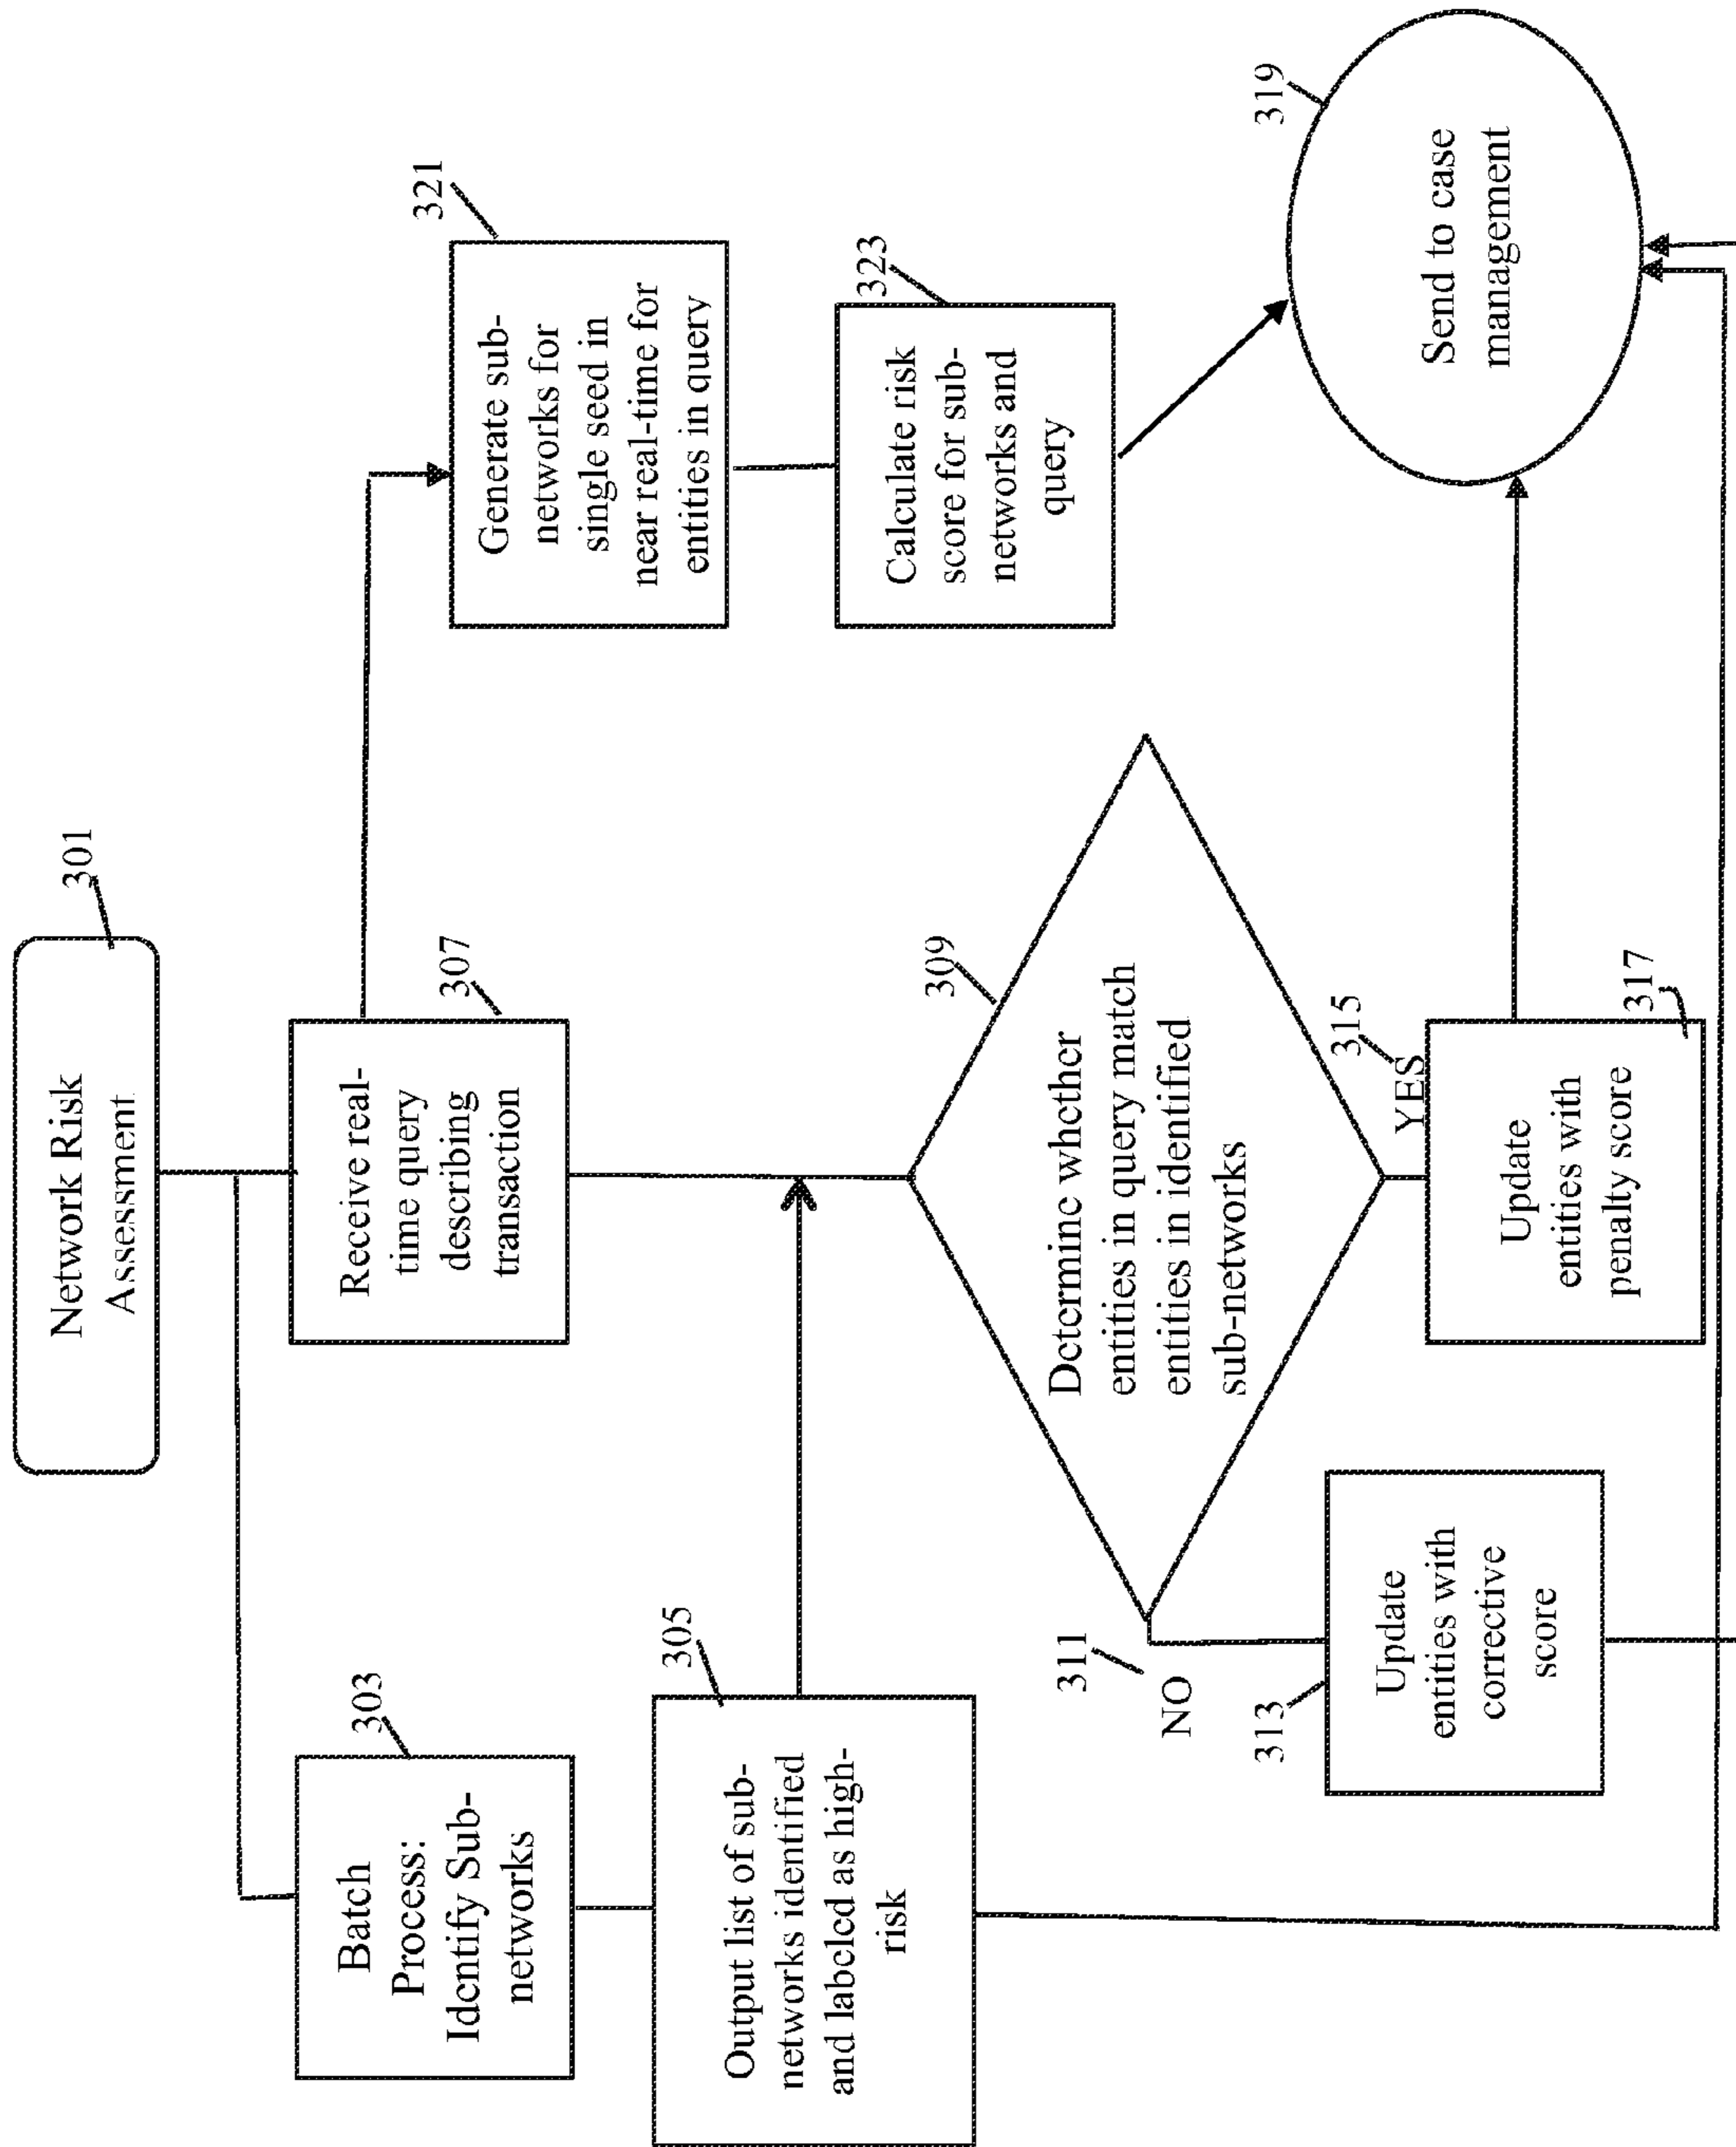 Network Risk
Assessment
301
Batch
Process:
Identify Sub-
networks
303
Receive real-
time query
describing
transaction
307
Generate sub-
networks for
single seed in
near real-time for
entities in query
321
Output list of sub-
networks identified
and labeled as high-
risk
305
Calculate risk
score for sub-
networks and
query
323
Determine whether
entities in query match
entities in identified
sub-networks
309
311
NO
315
YES
Update
entities with
corrective
score
313
Update
entities with
penalty score
317
Send to case
management
319